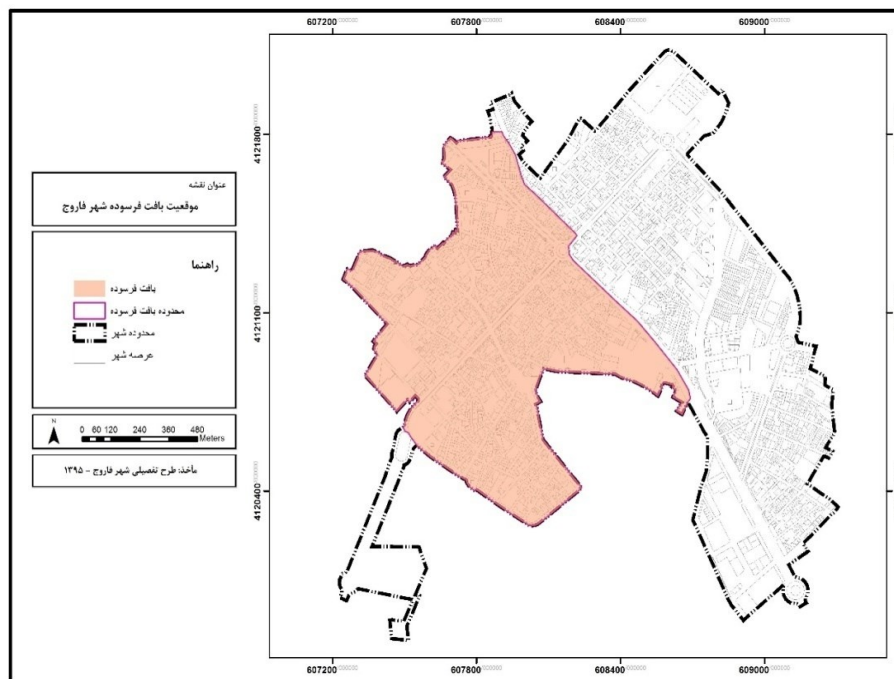 607200 607800 608400 609000
4121800
4121100
4120400
عنوان نقشه
موقعیت بافت فرسوده شهر فاروج
راهنما
بافت فرسوده
محدوده بافت فرسوده
محدوده شهر
عرصه شهر
N
0 60 120 240 360 480
Meters
مأخذ: طرح تفصیلی شهر فاروج - ۱۳۹۵
607200 607800 608400 609000